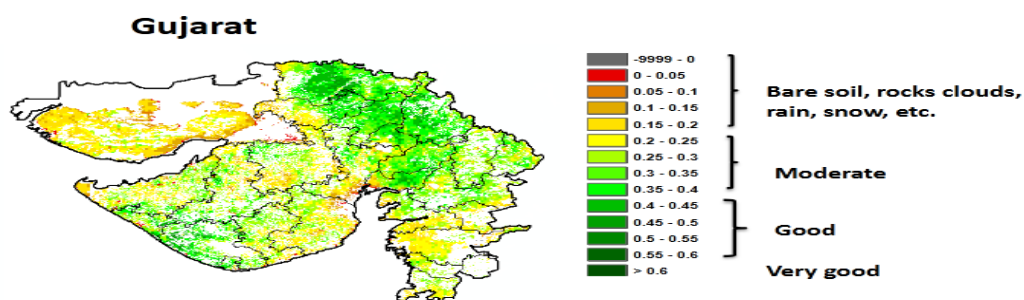 Gujarat
-9999 - 0
0 - 0.05
0.05 - 0.1
0.1 - 0.15
0.15 - 0.2
0.2 - 0.25
0.25 - 0.3
0.3 - 0.35
0.35 - 0.4
0.4 - 0.45
0.45 - 0.5
0.5 - 0.55
0.55 - 0.6
> 0.6
Bare soil, rocks clouds,
rain, snow, etc.
Moderate
Good
Very good